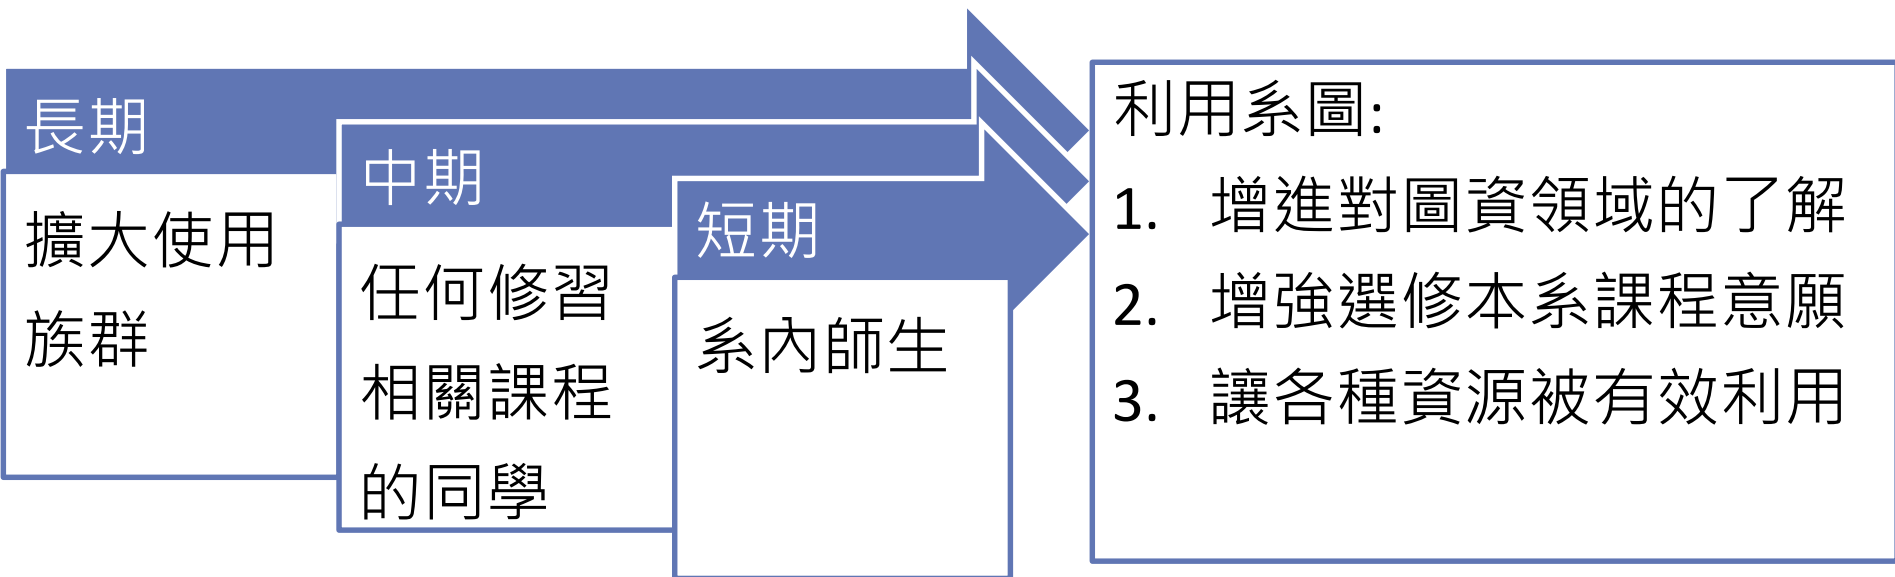 長期
擴大使用
族群
中期
任何修習
相關課程
的同學
短期
系內師生
利用系圖:
1. 增進對圖資領域的了解
2. 增強選修本系課程意願
3. 讓各種資源被有效利用